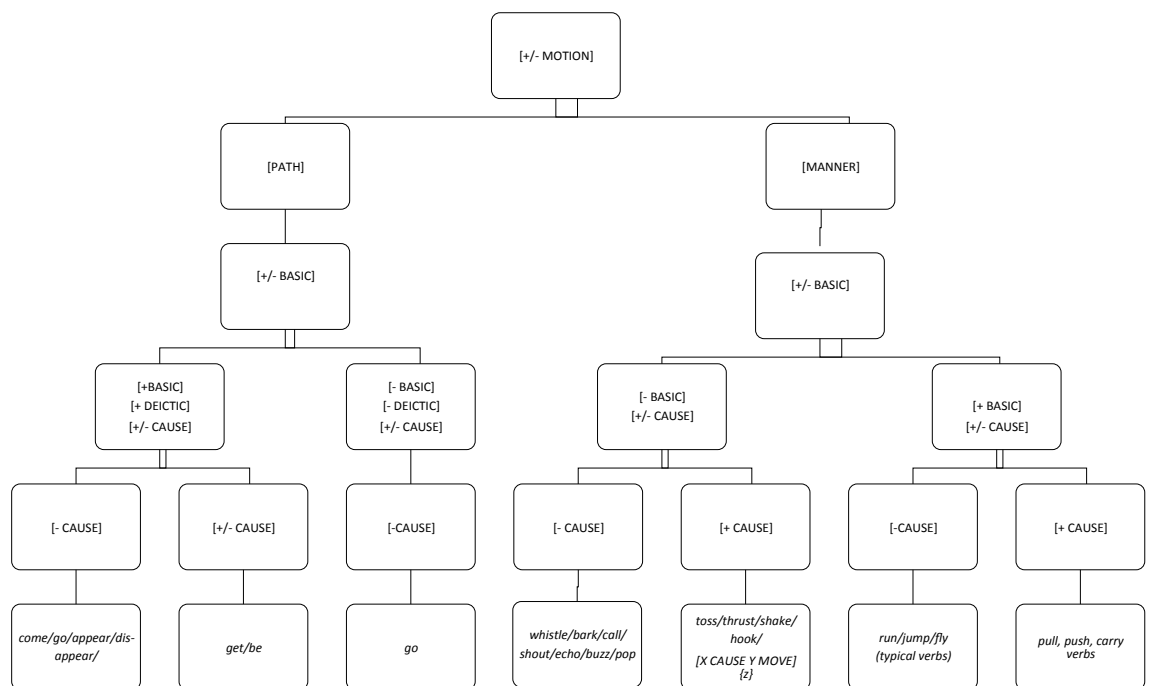 [+/- MOTION]
[PATH]
[MANNER]
[+/- BASIC]
[+/- BASIC]
[+BASIC]
[+ DEICTIC]
[+/- CAUSE]
[- BASIC]
[- DEICTIC]
[+/- CAUSE]
[- BASIC]
[+/- CAUSE]
[+ BASIC]
[+/- CAUSE]
[- CAUSE]
[+/- CAUSE]
[-CAUSE]
[- CAUSE]
[+ CAUSE]
[-CAUSE]
[+ CAUSE]
come/go/appear/dis-
appear/
get/be
go
whistle/bark/call/
shout/echo/buzz/pop
toss/thrust/shake/
hook/
[X CAUSE Y MOVE]
{z}
run/jump/fly
(typical verbs)
pull, push, carry
verbs